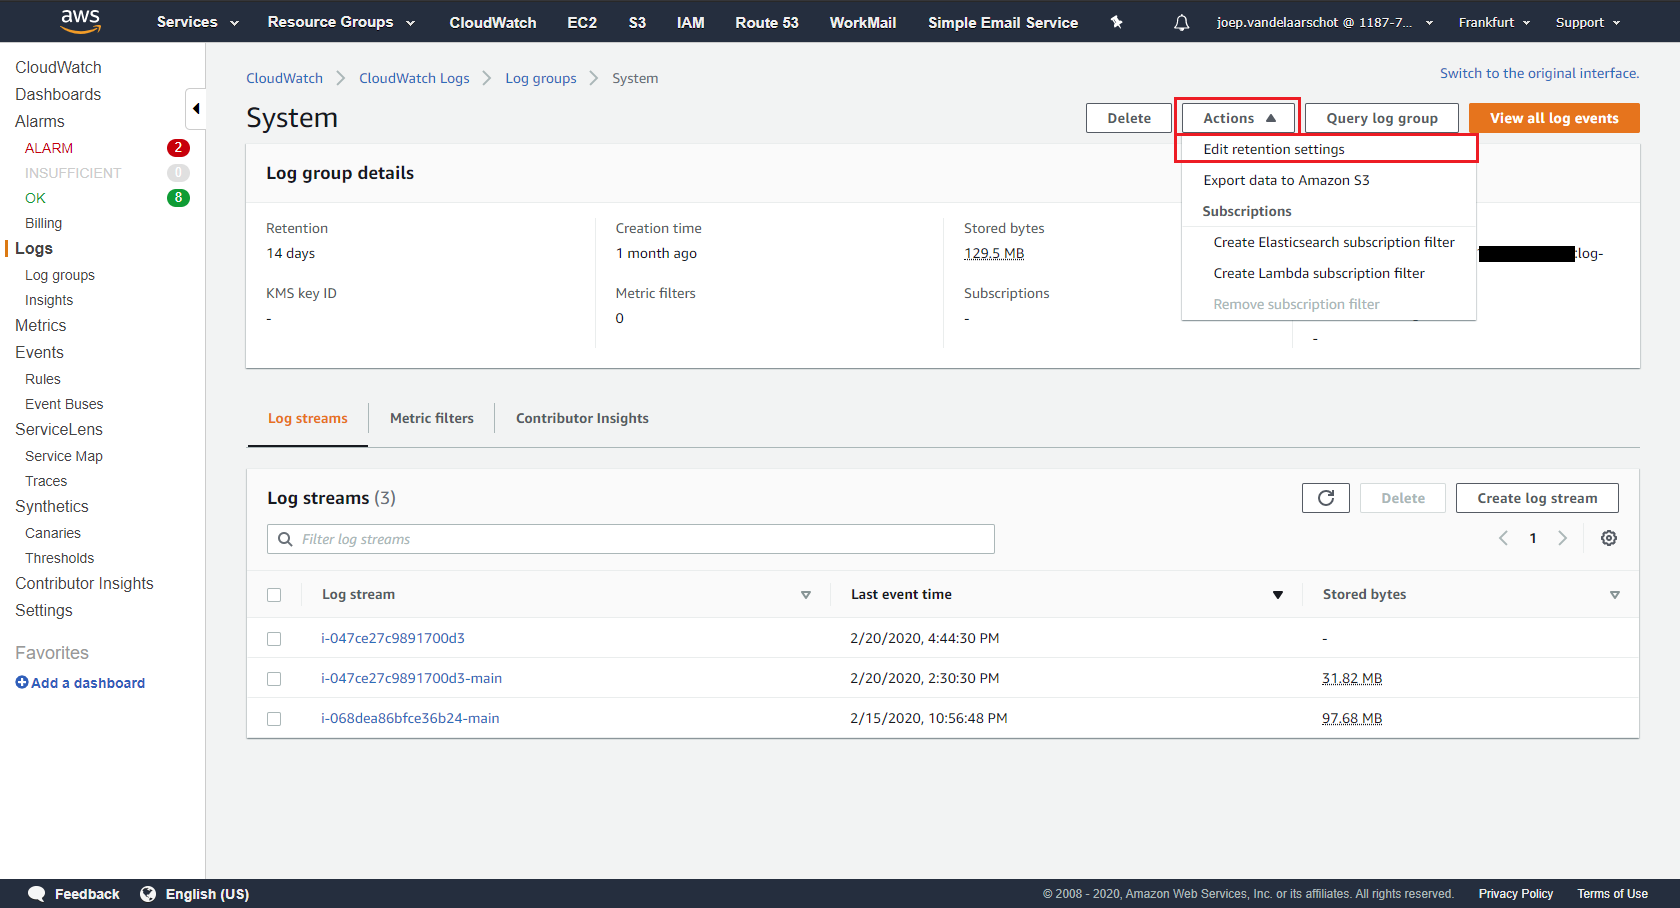 aws Services Resource Groups CloudWatch EC2 S3 IAM Route 53 WorkMail Simple Email Service joep.vandelaarschot @ 1187-7... Frankfurt Support
CloudWatch
Dashboards
Alarms
ALARM 2
INSUFFICIENT 0
OK 8
Billing
Logs
Log groups
Insights
Metrics
Events
Rules
Event Buses
ServiceLens
Service Map
Traces
Synthetics
Canaries
Thresholds
Contributor Insights
Settings
Favorites
Add a dashboard
CloudWatch CloudWatch Logs Log groups System
Switch to the original interface.
System
Delete Actions Query log group View all log events
Edit retention settings
Export data to Amazon S3
Subscriptions
Create Elasticsearch subscription filter
Create Lambda subscription filter
Remove subscription filter
Log group details
Retention
14 days
KMS key ID
-
Creation time
1 month ago
Metric filters
0
Stored bytes
129.5 MB
Subscriptions
-
:log-
-
Log streams Metric filters Contributor Insights
Log streams (3)
Delete Create log stream
Filter log streams
1
Log stream Last event time Stored bytes
i-047ce27c9891700d3 2/20/2020, 4:44:30 PM -
i-047ce27c9891700d3-main 2/20/2020, 2:30:30 PM 31.82 MB
i-068dea86bfce36b24-main 2/15/2020, 10:56:48 PM 97.68 MB
Feedback English (US) © 2008 - 2020, Amazon Web Services, Inc. or its affiliates. All rights reserved. Privacy Policy Terms of Use